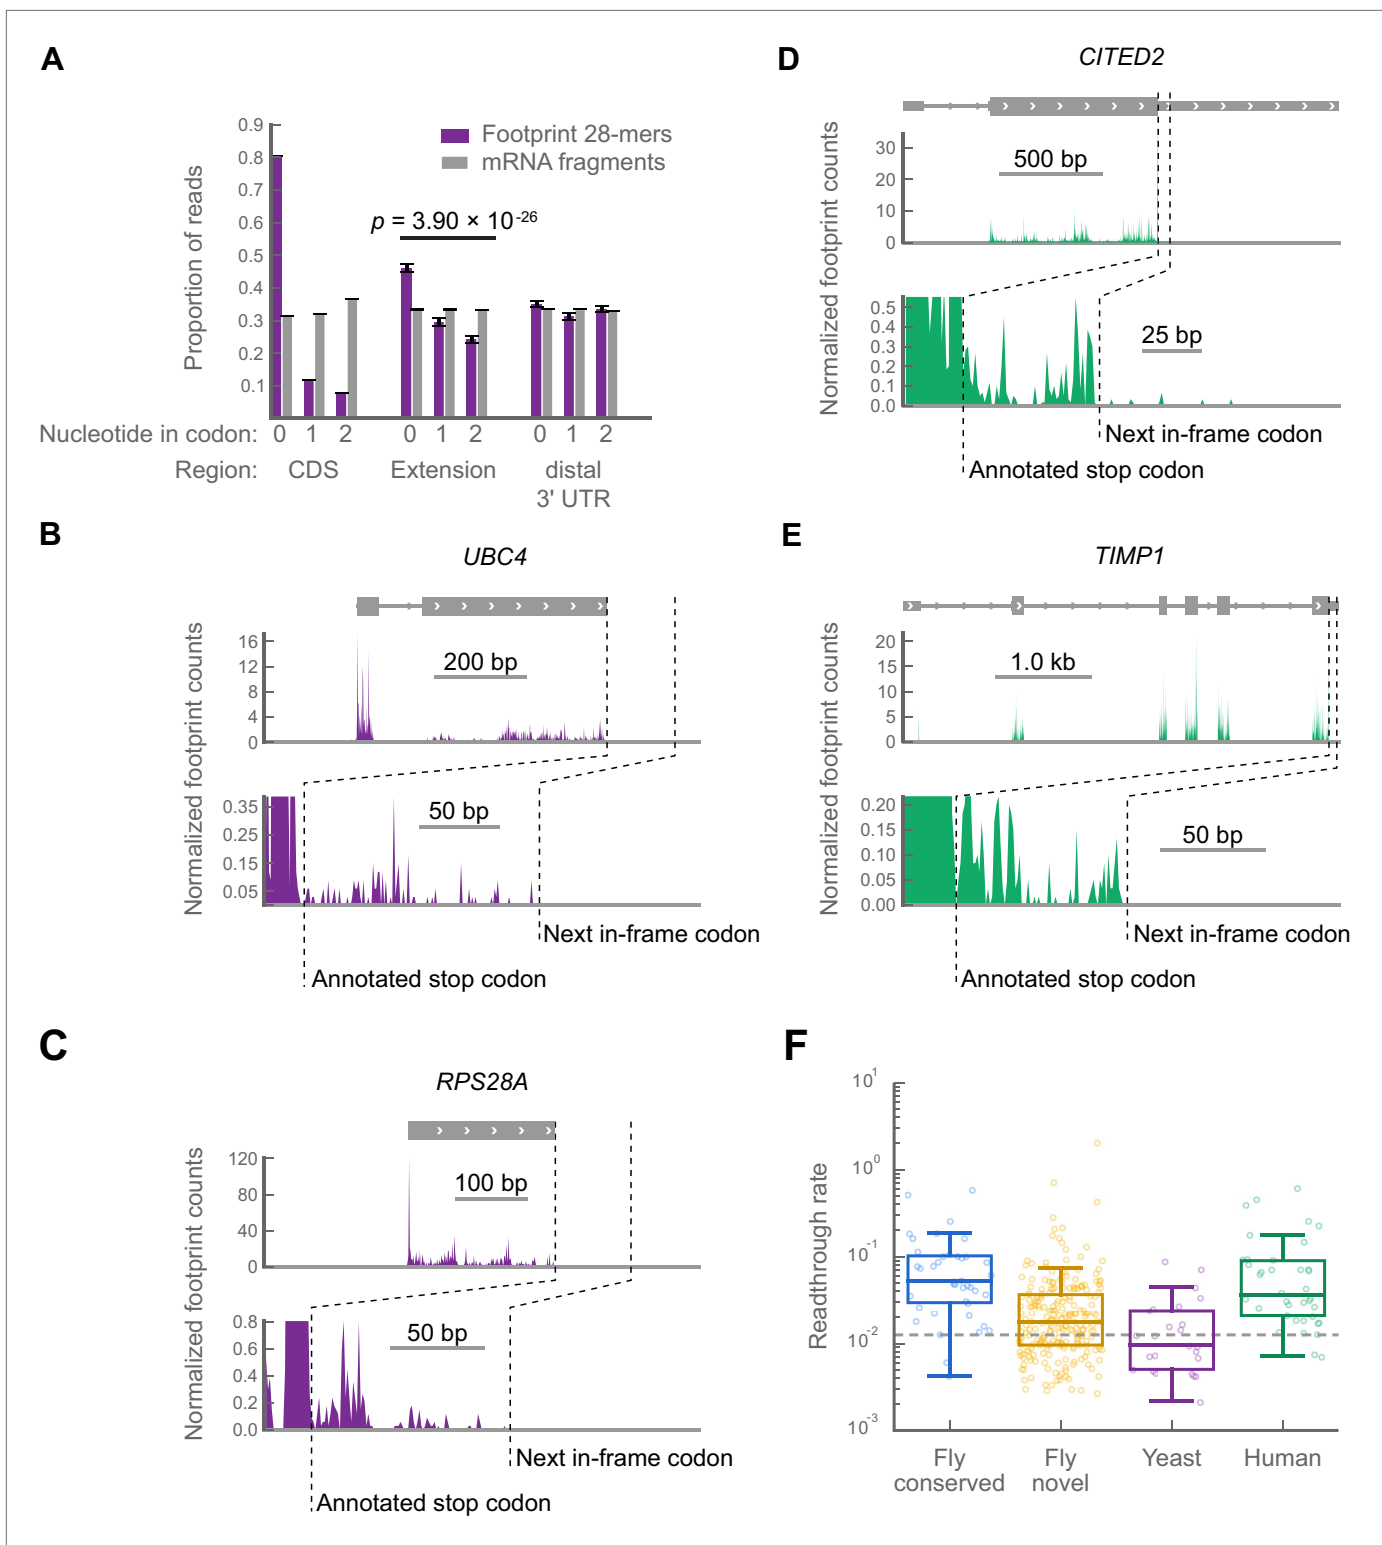 A
0.9
0.8
0.7
0.6
0.5
0.4
0.3
0.2
0.1
Proportion of reads
Footprint 28-mers
mRNA fragments
p = 3.90 × 10-26
Nucleotide in codon: 0 1 2 0 1 2 0 1 2
Region: CDS Extension distal
3' UTR
B
UBC4
Normalized footprint counts
16
12
8
4
0
200 bp
Normalized footprint counts
0.35
0.25
0.15
0.05
50 bp
Next in-frame codon
Annotated stop codon
C
RPS28A
Normalized footprint counts
120
80
40
0
100 bp
Normalized footprint counts
0.8
0.6
0.4
0.2
0.0
50 bp
Next in-frame codon
Annotated stop codon
D
CITED2
Normalized footprint counts
30
20
10
0
500 bp
0.5
0.4
0.3
0.2
0.1
0.0
25 bp
Next in-frame codon
Annotated stop codon
E
TIMP1
Normalized footprint counts
20
15
10
5
0
1.0 kb
0.20
0.15
0.10
0.05
0.00
50 bp
Next in-frame codon
Annotated stop codon
F
Readthrough rate
101
100
10-1
10-2
10-3
Fly Fly Yeast Human
conserved novel